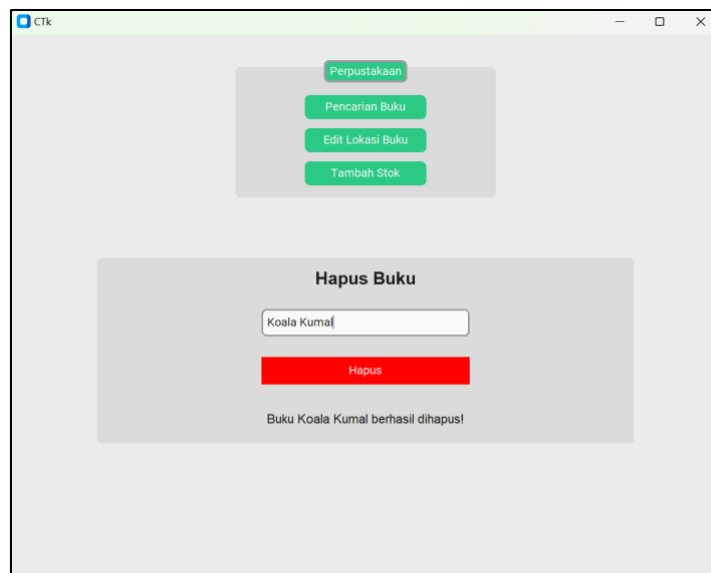 CTk
Perpustakaan
Pencarian Buku
Edit Lokasi Buku
Tambah Stok
Hapus Buku
Koala Kumal
Hapus
Buku Koala Kumal berhasil dihapus!